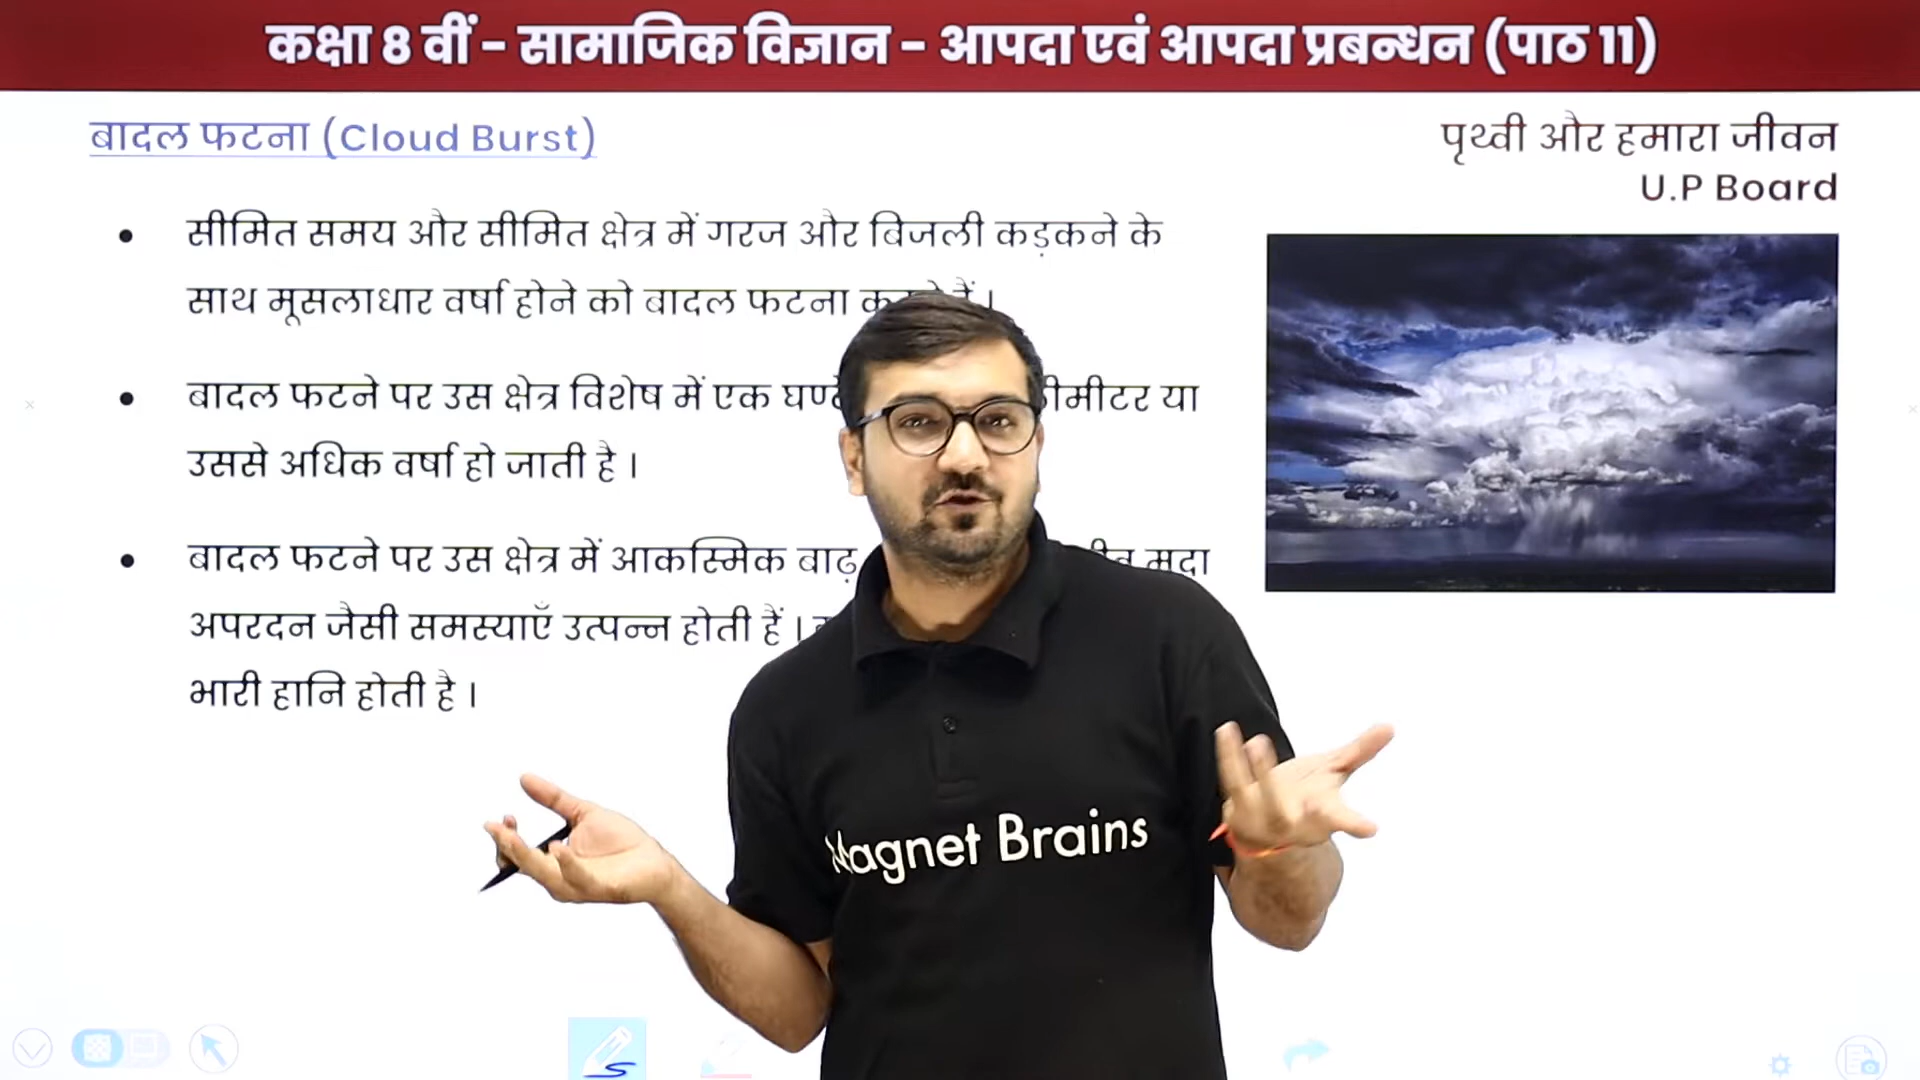 कक्षा 8 वीं - सामाजिक विज्ञान - आपदा एवं आपदा प्रबन्धन (पाठ 11)
बादल फटना (Cloud Burst)
पृथ्वी और हमारा जीवन
U.P Board
सीमित समय और सीमित क्षेत्र में गरज और बिजली कड़कने के
साथ मूसलाधार वर्षा होने को बादल फटना
बादल फटने पर उस क्षेत्र विशेष में एक या
उससे अधिक वर्षा हो जाती है।
बादल फटने पर उस क्षेत्र में आकस्मिक बाढ़ मृदा
अपरदन जैसी समस्याएँ उत्पन्न होती हैं।
भारी हानि होती है।
Magnet Brains